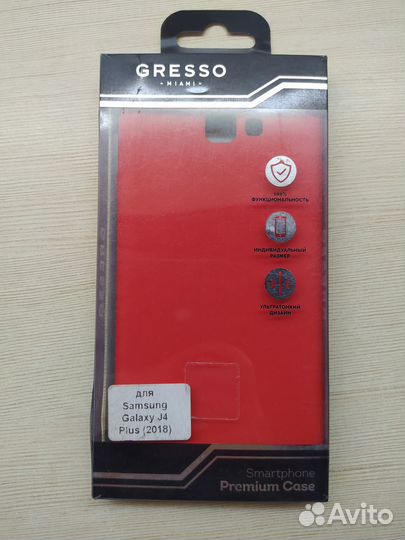 GRESSO
- MIAMI -
100%
ФУНКЦИОНАЛЬНОСТЬ
ИНДИВИДУАЛЬНЫЙ
РАЗМЕР
УЛЬТРАТОНКИЙ
ДИЗАЙН
для
Samsung
Galaxy J4
Plus (2018)
Smartphone
Premium Case
Avito